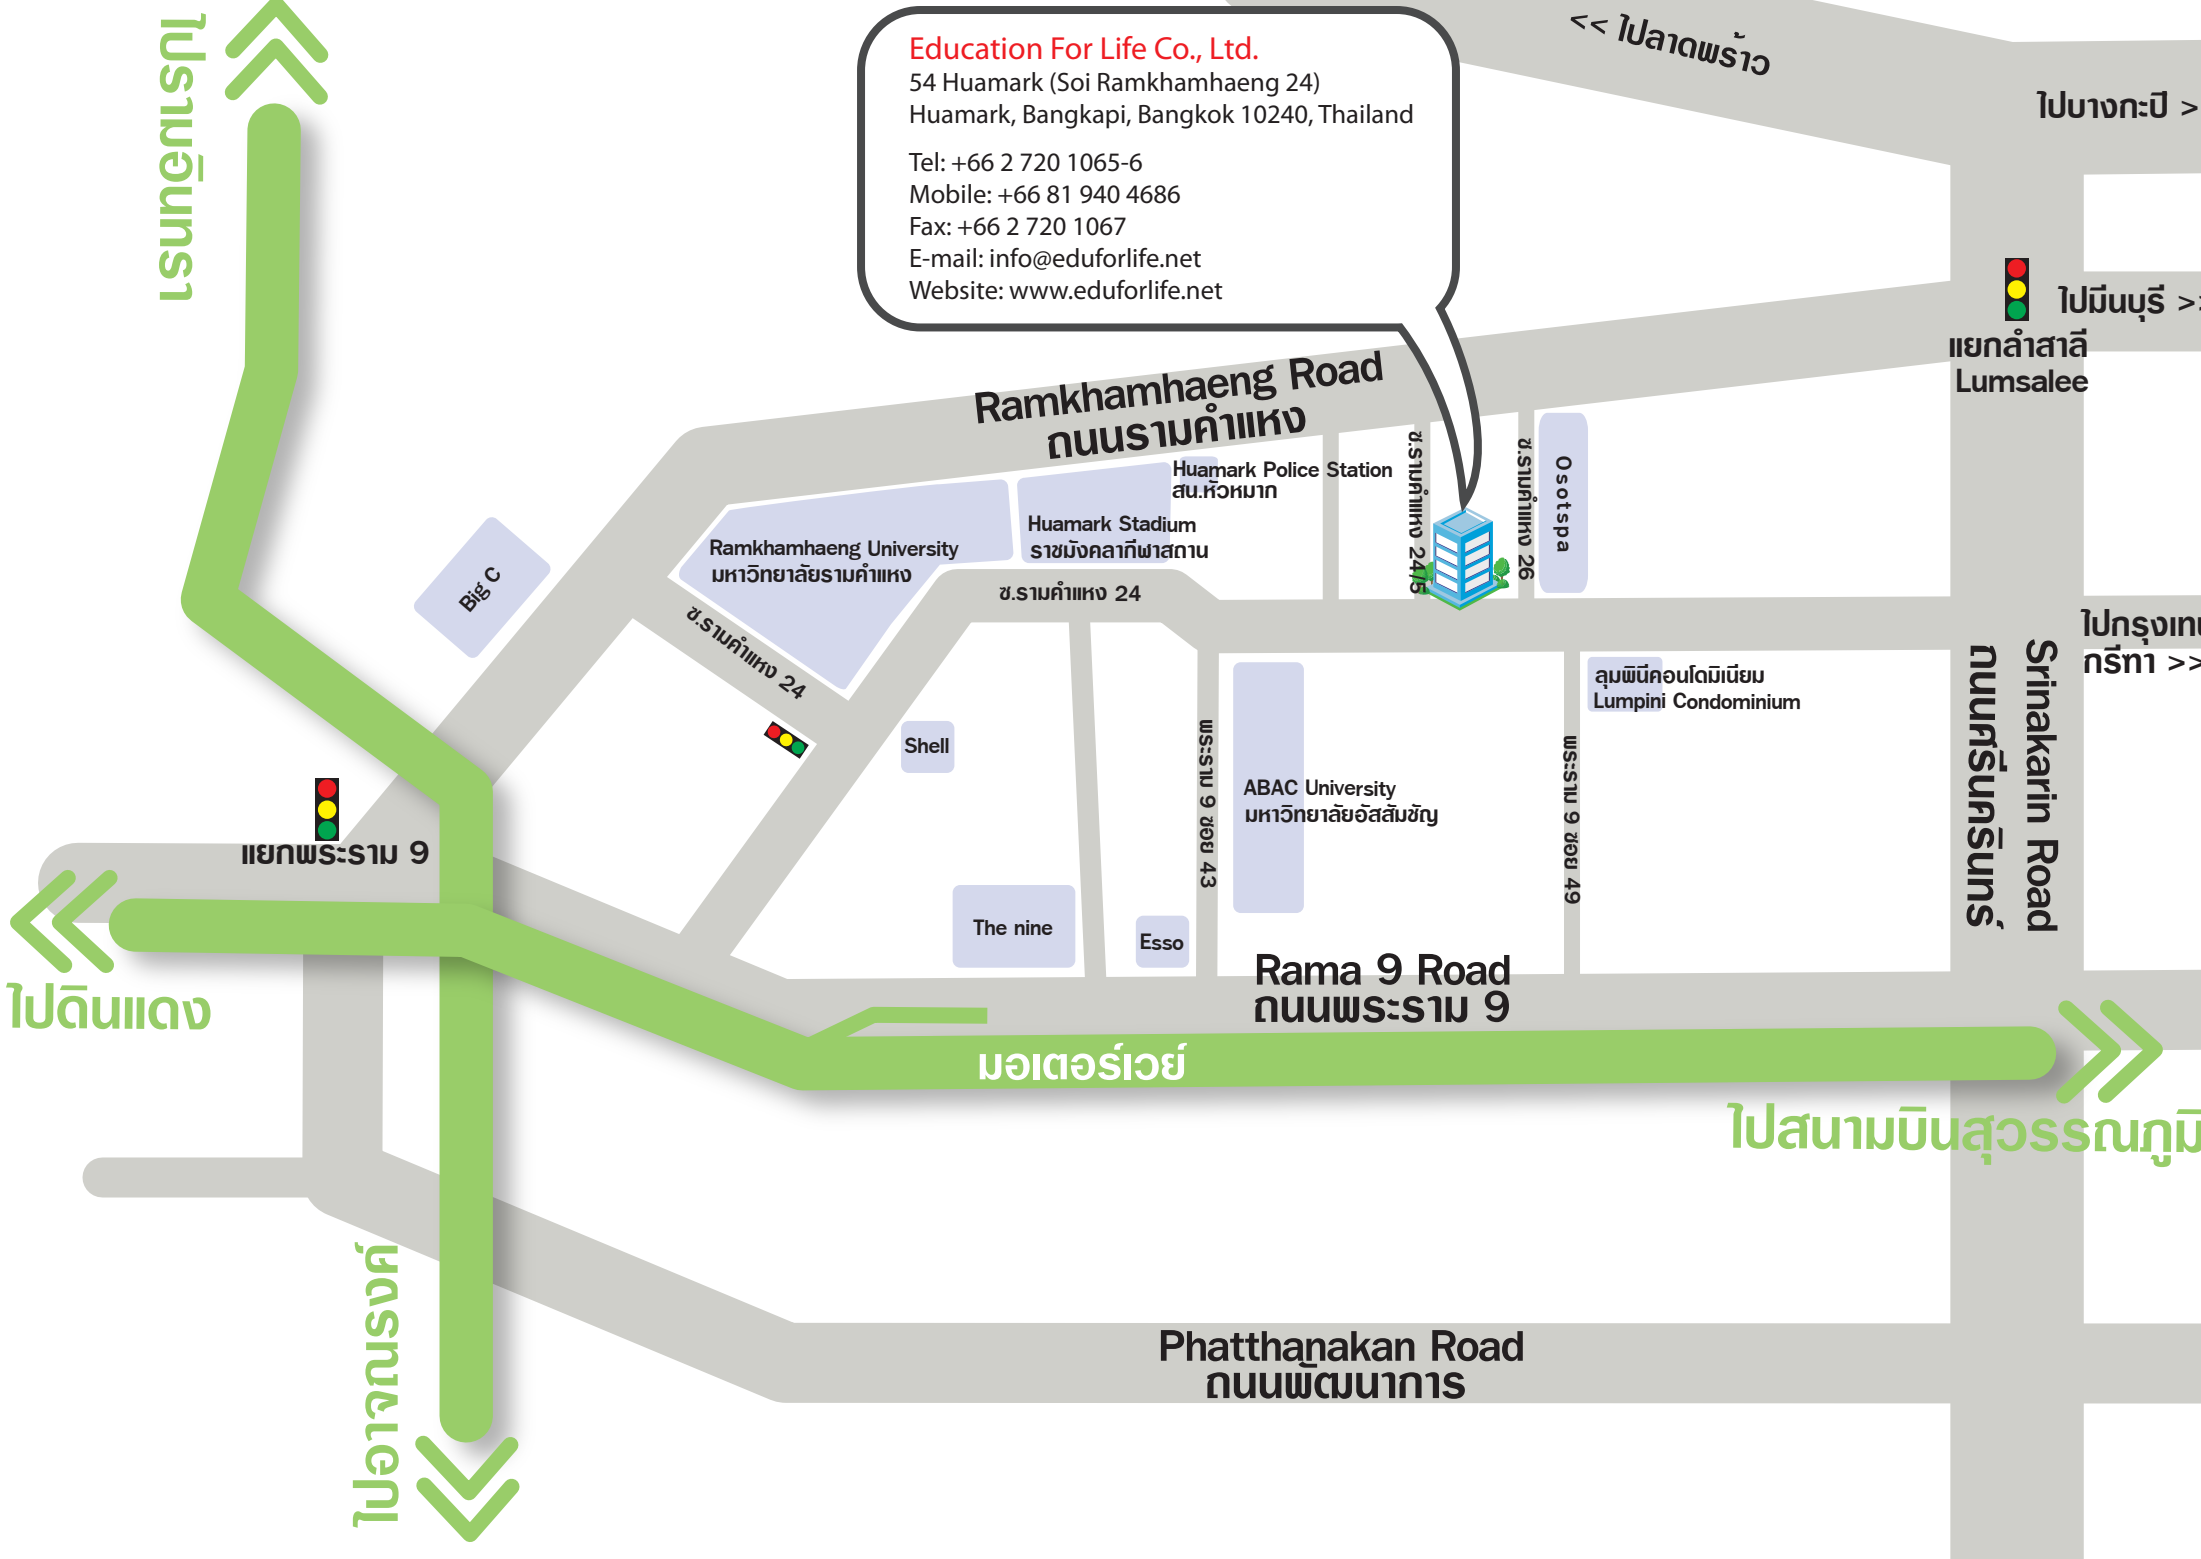 ไปรามอินทรา
Education For Life Co., Ltd.
54 Huamark (Soi Ramkhamhaeng 24)
Huamark, Bangkapi, Bangkok 10240, Thailand
Tel: +66 2 720 1065-6
Mobile: +66 81 940 4686
Fax: +66 2 720 1067
E-mail: info@eduforlife.net
Website: www.eduforlife.net
<< ไปลาดพร้าว
ไปบางกะปิ >
ไปมีนบุรี >>
แยกลำสาลี
Lumsalee
Ramkhamhaeng Road
ถนนรามคำแหง
Huamark Police Station
สน.หัวหมาก
ซ.รามคำแหง 24/5
ซ.รามคำแหง 26
Osotspa
Huamark Stadium
ราชมังคลากีฬาสถาน
Ramkhamhaeng University
มหาวิทยาลัยรามคำแหง
Big C
ซ.รามคำแหง 24
ซ.รามคำแหง 24
ไปกรุงเทพ
กรีฑา >>
Srinakarin Road
ถนนศรีนครินทร์
ลุมพินีคอนโดมิเนียม
Lumpini Condominium
Shell
พระราม 9 ซอย 43
ABAC University
มหาวิทยาลัยอัสสัมชัญ
พระราม 9 ซอย 49
แยกพระราม 9
The nine
Esso
Rama 9 Road
ถนนพระราม 9
ไปดินแดง
มอเตอร์เวย์
ไปสนามบินสุวรรณภูมิ
ไปอาจณรงค์
Phatthanakan Road
ถนนพัฒนาการ